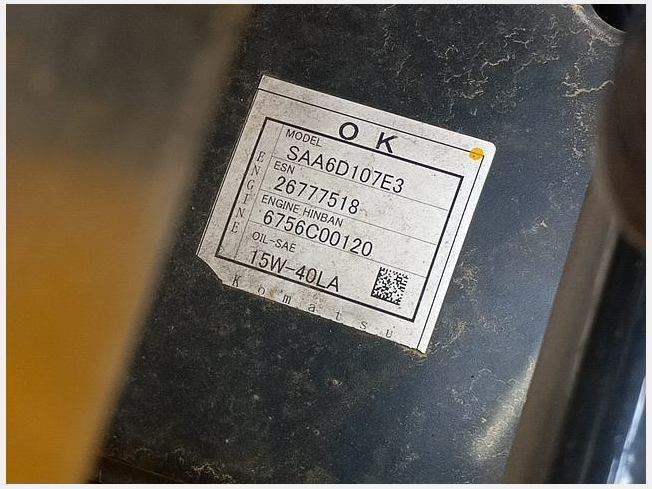 OK
ENGINE
MODEL
SAA6D107E3
ESN
26777518
ENGINE HINBAN
6756C00120
OIL-SAE
15W-40LA
Komatsu